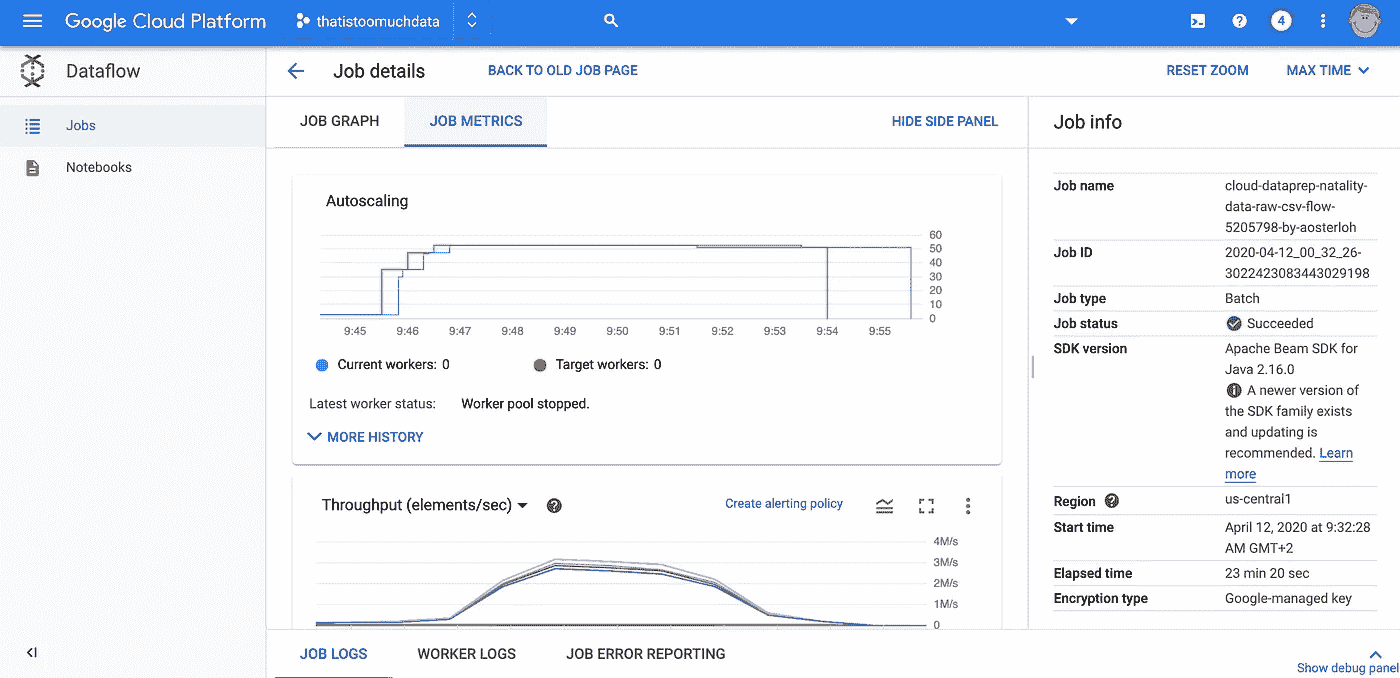 Google Cloud Platform
thatistoomuchdata
4
Dataflow
Job details
BACK TO OLD JOB PAGE
RESET ZOOM
MAX TIME
Jobs
Notebooks
JOB GRAPH
JOB METRICS
HIDE SIDE PANEL
Autoscaling
60
50
40
30
20
10
0
9:45 9:46 9:47 9:48 9:49 9:50 9:51 9:52 9:53 9:54 9:55
Current workers: 0
Target workers: 0
Latest worker status: Worker pool stopped.
MORE HISTORY
Throughput (elements/sec)
Create alerting policy
4M/s
3M/s
2M/s
1M/s
0
Job info
Job name cloud-dataprep-natality-
data-raw-csv-flow-
5205798-by-aosterloh
Job ID 2020-04-12_00_32_26-
3022423083443029198
Job type Batch
Job status Succeeded
SDK version Apache Beam SDK for
Java 2.16.0
A newer version of
the SDK family exists
and updating is
recommended. Learn
more
Region us-central1
Start time April 12, 2020 at 9:32:28
AM GMT+2
Elapsed time 23 min 20 sec
Encryption type Google-managed key
JOB LOGS
WORKER LOGS
JOB ERROR REPORTING
Show debug panel